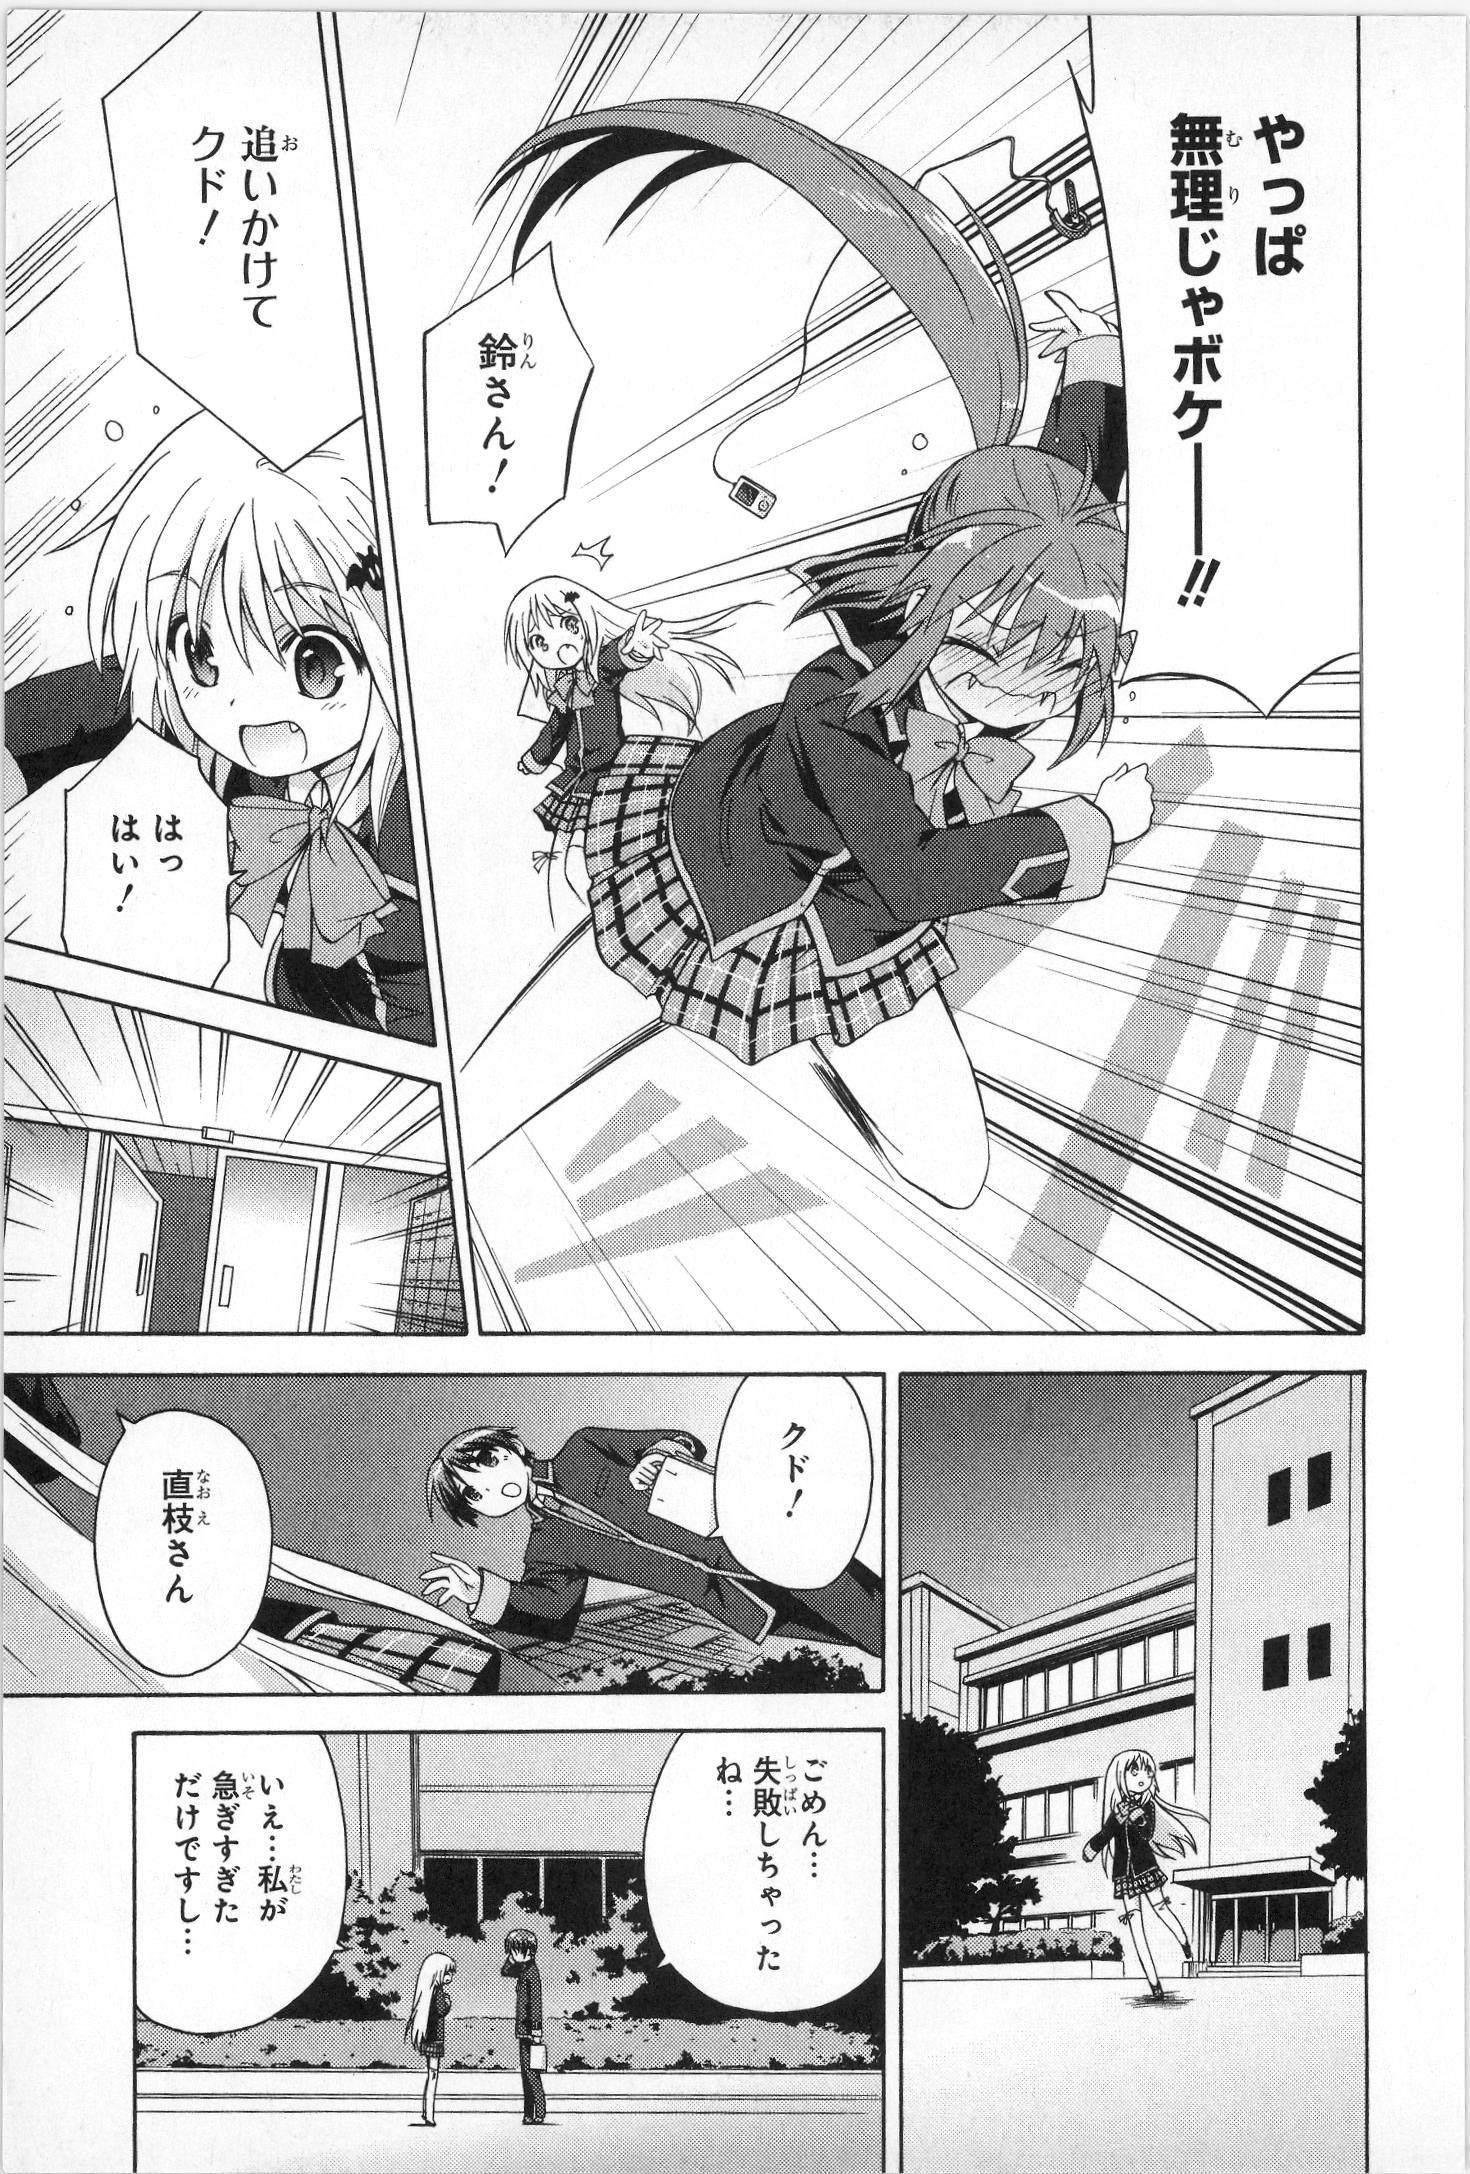 やっぱ
無理じゃボケ――!!
鈴さん!
追いかけて
クド!
はっ
はい!
クド!
直枝さん
ごめん…
失敗しちゃった
ね…
いえ…私が
急ぎすぎた
だけですし…